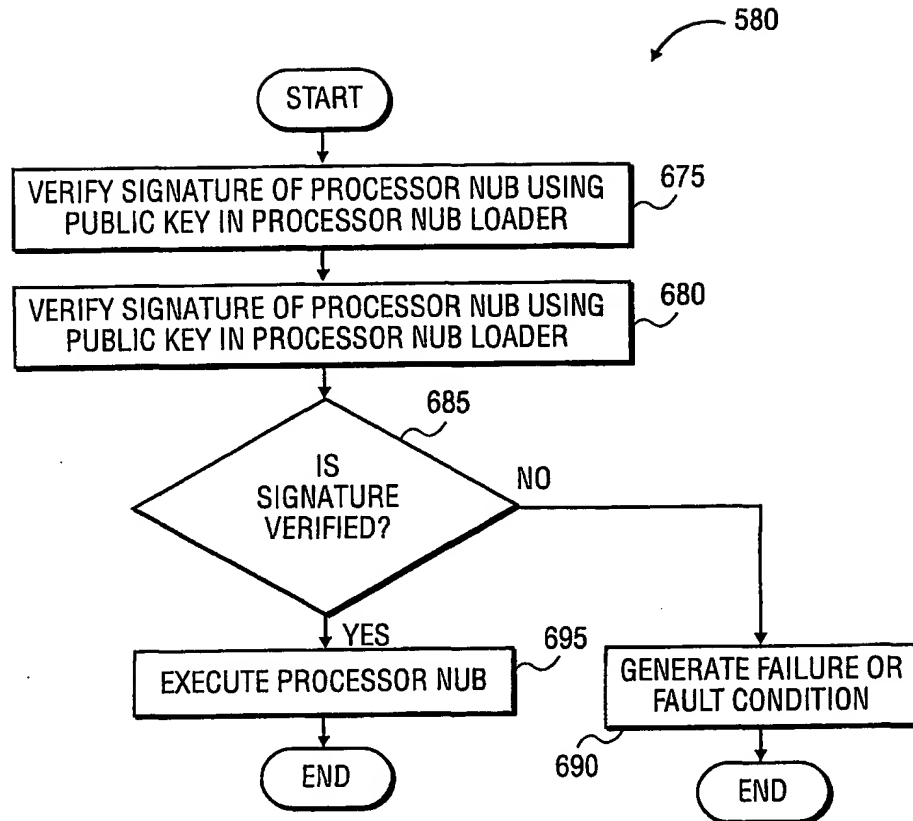 580
START
VERIFY SIGNATURE OF PROCESSOR NUB USING
PUBLIC KEY IN PROCESSOR NUB LOADER
675
VERIFY SIGNATURE OF PROCESSOR NUB USING
PUBLIC KEY IN PROCESSOR NUB LOADER
680
685
IS
SIGNATURE
VERIFIED?
NO
YES
695
EXECUTE PROCESSOR NUB
GENERATE FAILURE OR
FAULT CONDITION
690
END
END